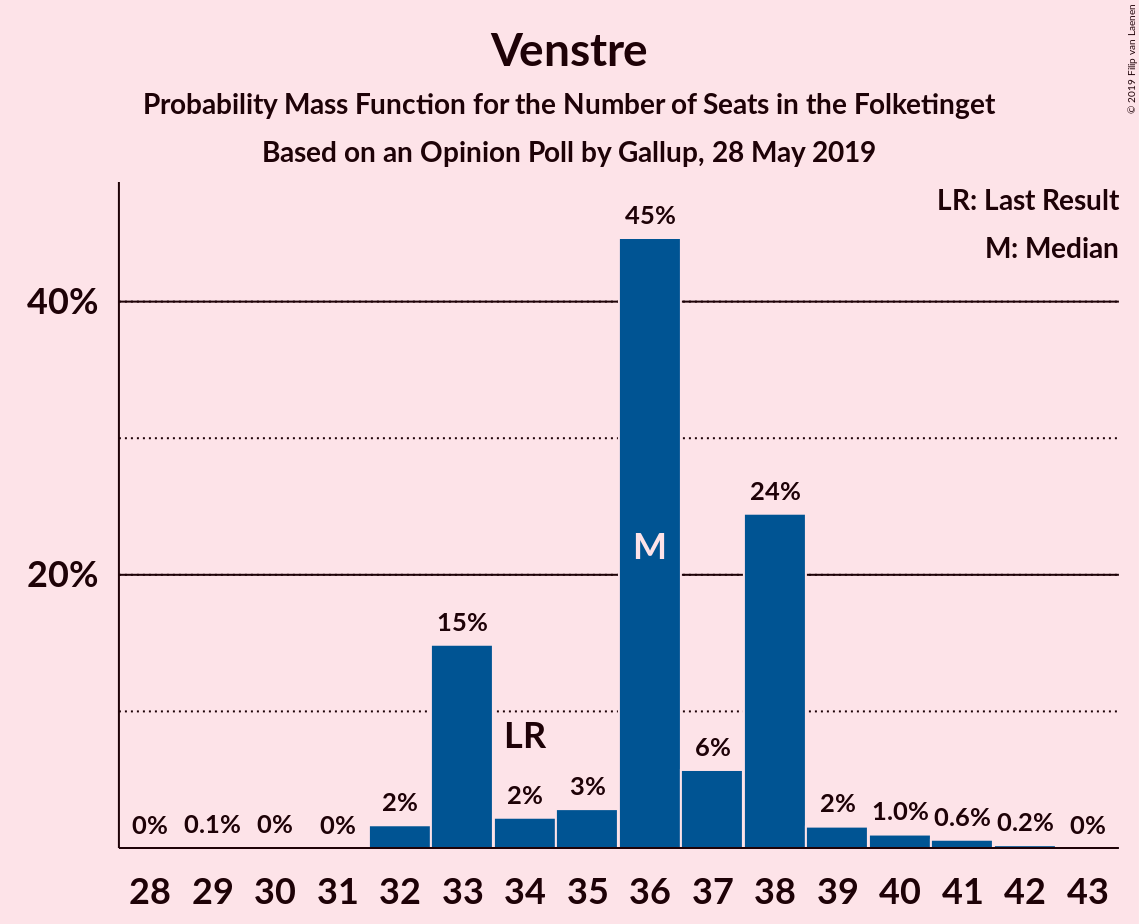 Venstre
Probability Mass Function for the Number of Seats in the Folketinget
Based on an Opinion Poll by Gallup, 28 May 2019
© 2019 Filip van Laenen
LR: Last Result
M: Median
40%
20%
0%
0.1%
0%
0%
2%
15%
LR
2%
3%
45%
M
6%
24%
2%
1.0%
0.6%
0.2%
0%
28 29 30 31 32 33 34 35 36 37 38 39 40 41 42 43